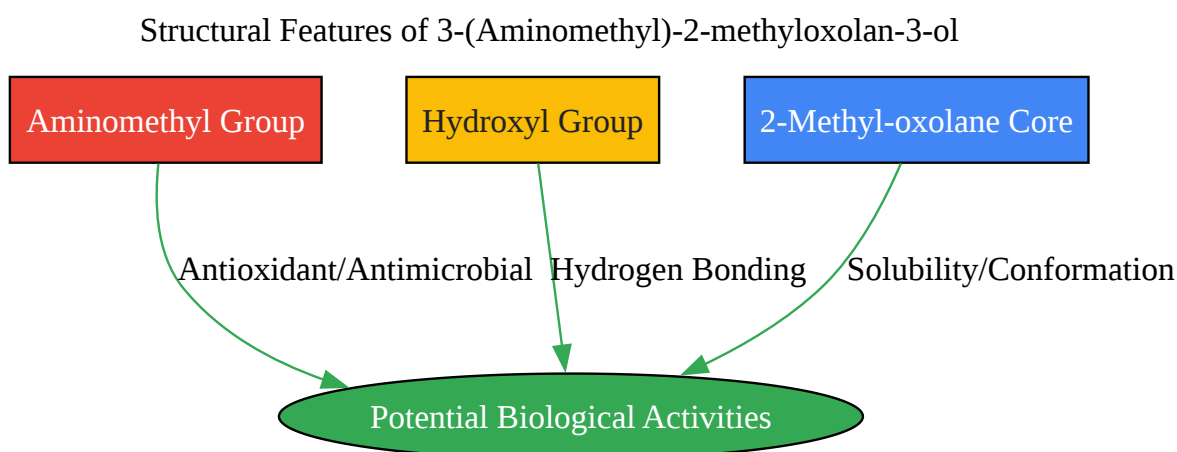 Structural Features of 3-(Aminomethyl)-2-methyloxolan-3-ol
Aminomethyl Group
Hydroxyl Group
2-Methyl-oxolane Core
Antioxidant/Antimicrobial
Hydrogen Bonding
Solubility/Conformation
Potential Biological Activities